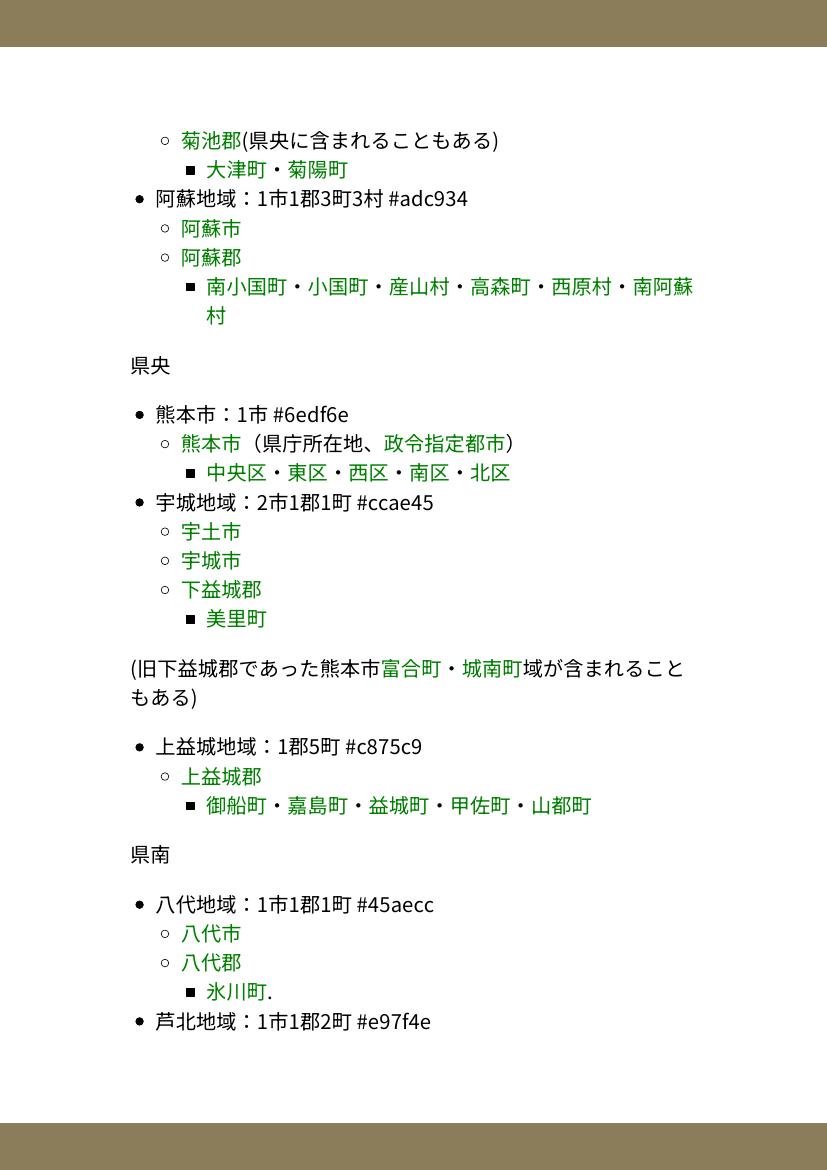 菊池郡(県央に含まれることもある)
大津町・菊陽町
阿蘇地域：1市1郡3町3村 #adc934
阿蘇市
阿蘇郡
南小国町・小国町・産山村・高森町・西原村・南阿蘇
村
県央
熊本市：1市 #6edf6e
熊本市（県庁所在地、政令指定都市）
中央区・東区・西区・南区・北区
宇城地域：2市1郡1町 #ccae45
宇土市
宇城市
下益城郡
美里町
(旧下益城郡であった熊本市富合町・城南町域が含まれること
もある)
上益城地域：1郡5町 #c875c9
上益城郡
御船町・嘉島町・益城町・甲佐町・山都町
県南
八代地域：1市1郡1町 #45aecc
八代市
八代郡
氷川町.
芦北地域：1市1郡2町 #e97f4e